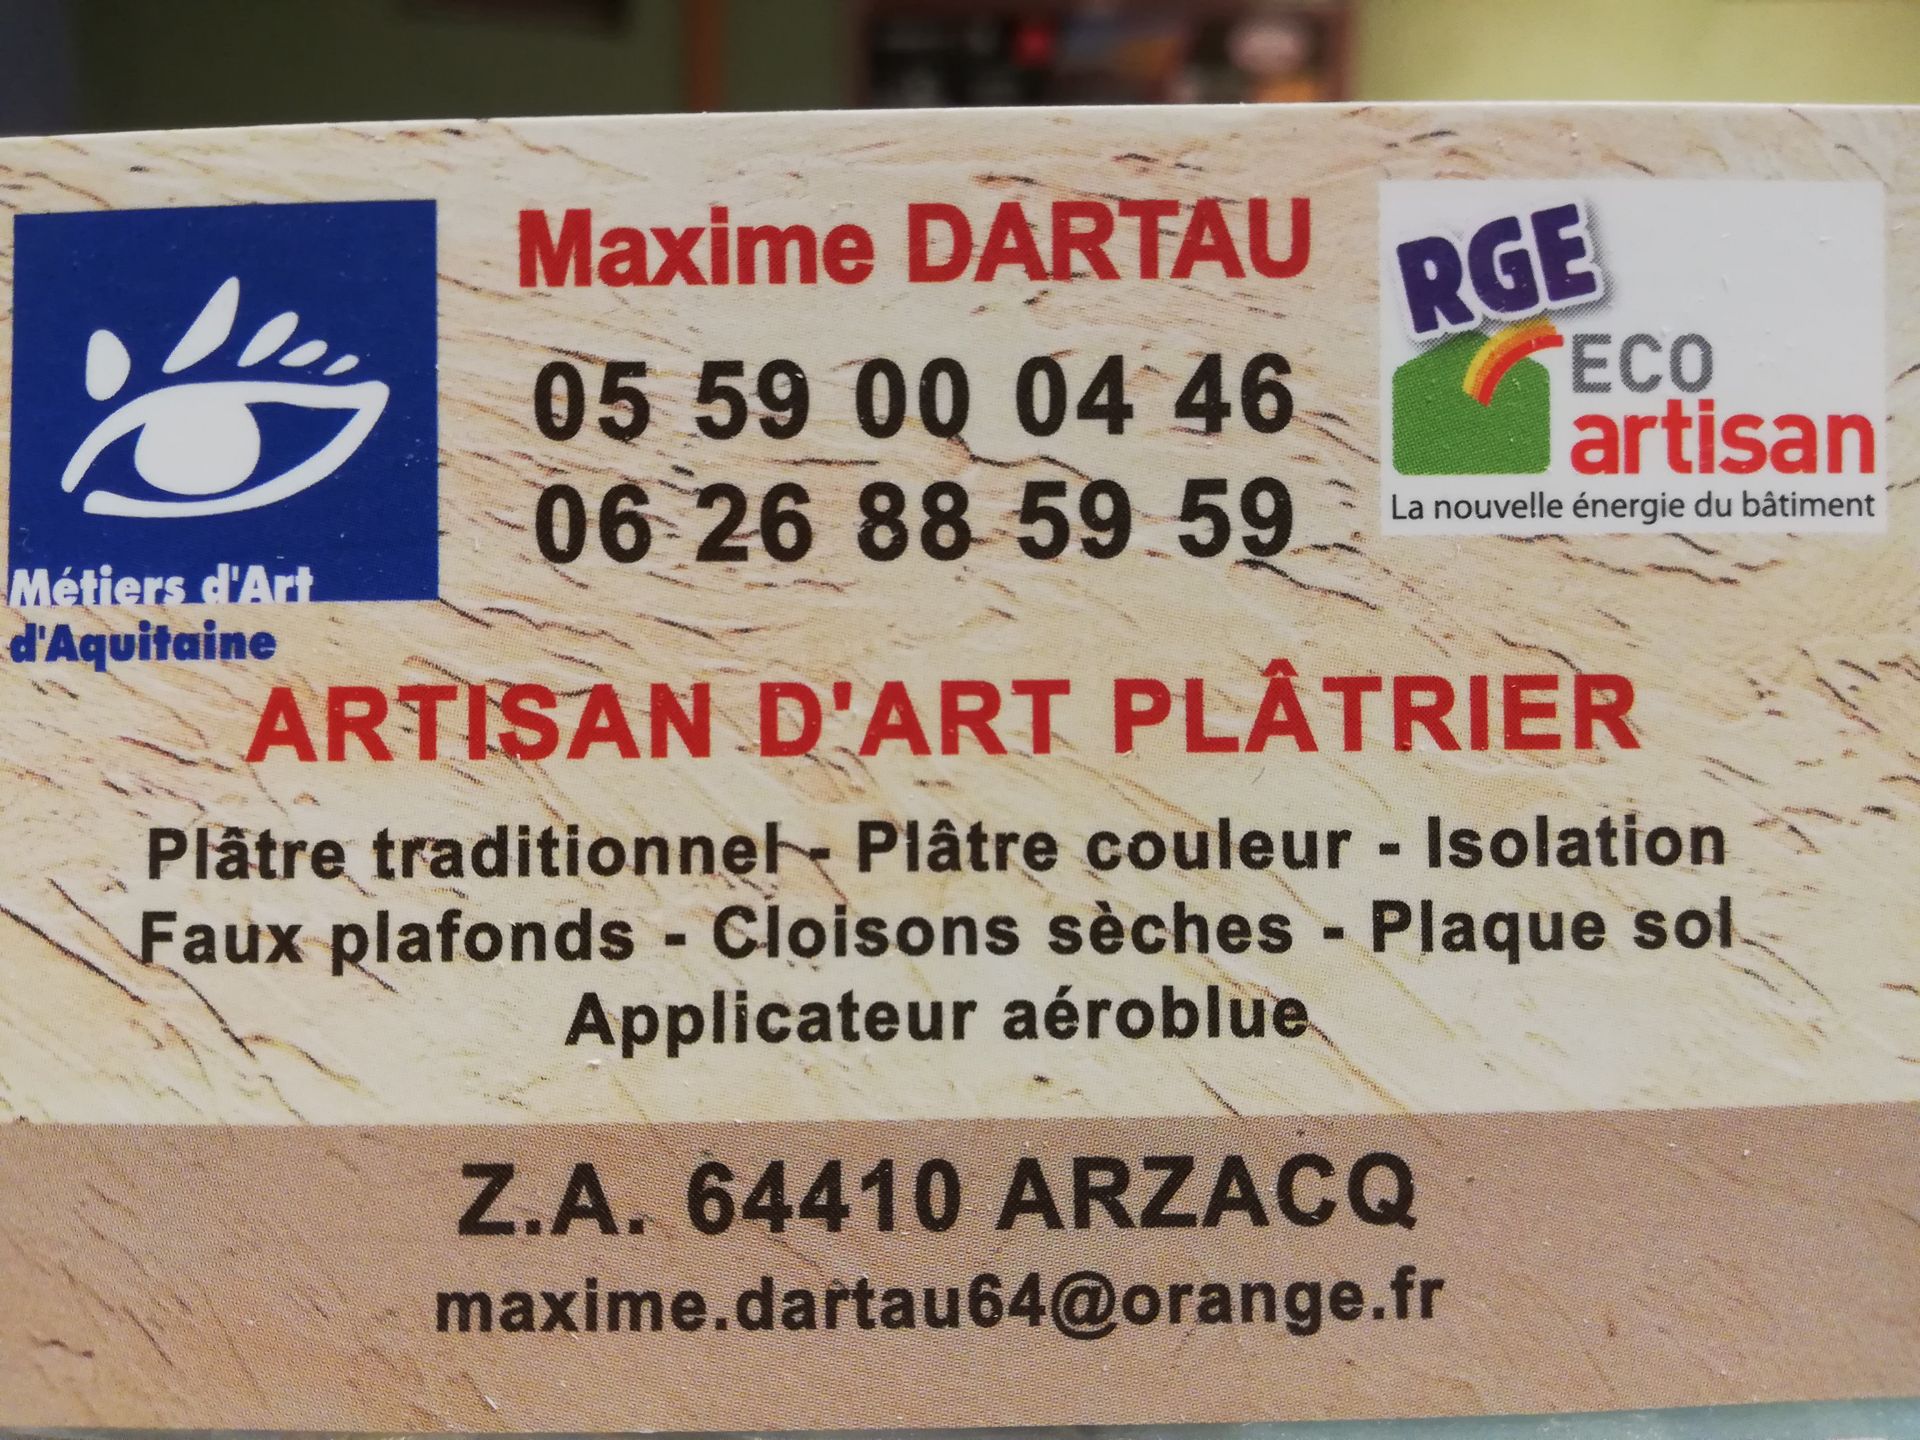 Maxime DARTAU
05 59 00 04 46
06 26 88 59 59
Métiers d'Art
d'Aquitaine
RGE
ECO
artisan
La nouvelle énergie du bâtiment
ARTISAN D'ART PLÂTRIER
Plâtre traditionnel - Plâtre couleur - Isolation
Faux plafonds - Cloisons sèches - Plaque sol
Applicateur aéroblue
Z.A. 64410 ARZACQ
maxime.dartau64@orange.fr